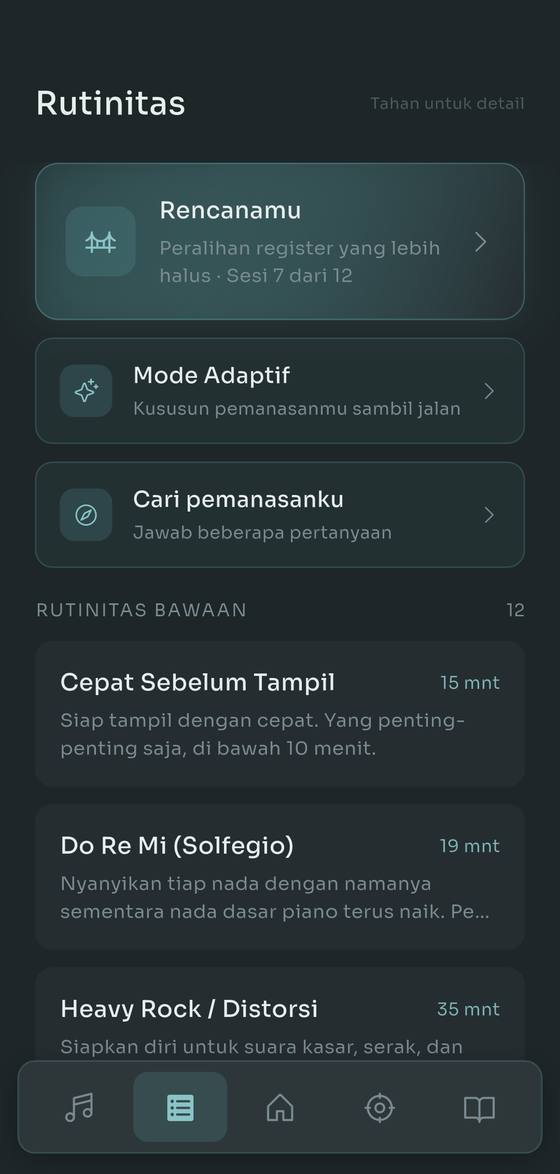 Rutinitas
Tahan untuk detail
Rencanamu
Peralihan register yang lebih
halus · Sesi 7 dari 12
Mode Adaptif
Kususun pemanasanmu sambil jalan
Cari pemanasanku
Jawab beberapa pertanyaan
RUTINITAS BAWAAN
12
Cepat Sebelum Tampil
15 mnt
Siap tampil dengan cepat. Yang penting-
penting saja, di bawah 10 menit.
Do Re Mi (Solfegio)
19 mnt
Nyanyikan tiap nada dengan namanya
sementara nada dasar piano terus naik. Pe...
Heavy Rock / Distorsi
35 mnt
Siapkan diri untuk suara kasar, serak, dan